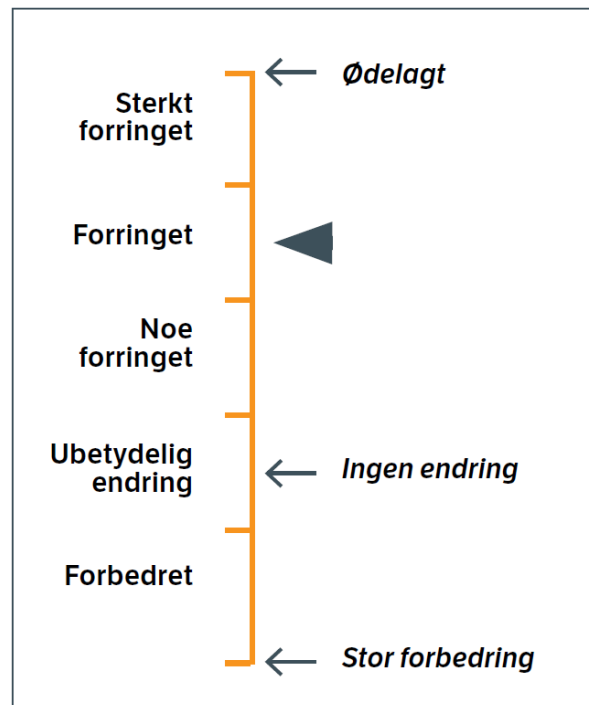 Ødelagt
Sterkt
forringet
Forringet
Noe
forringet
Ubetydelig
endring
Ingen endring
Forbedret
Stor forbedring